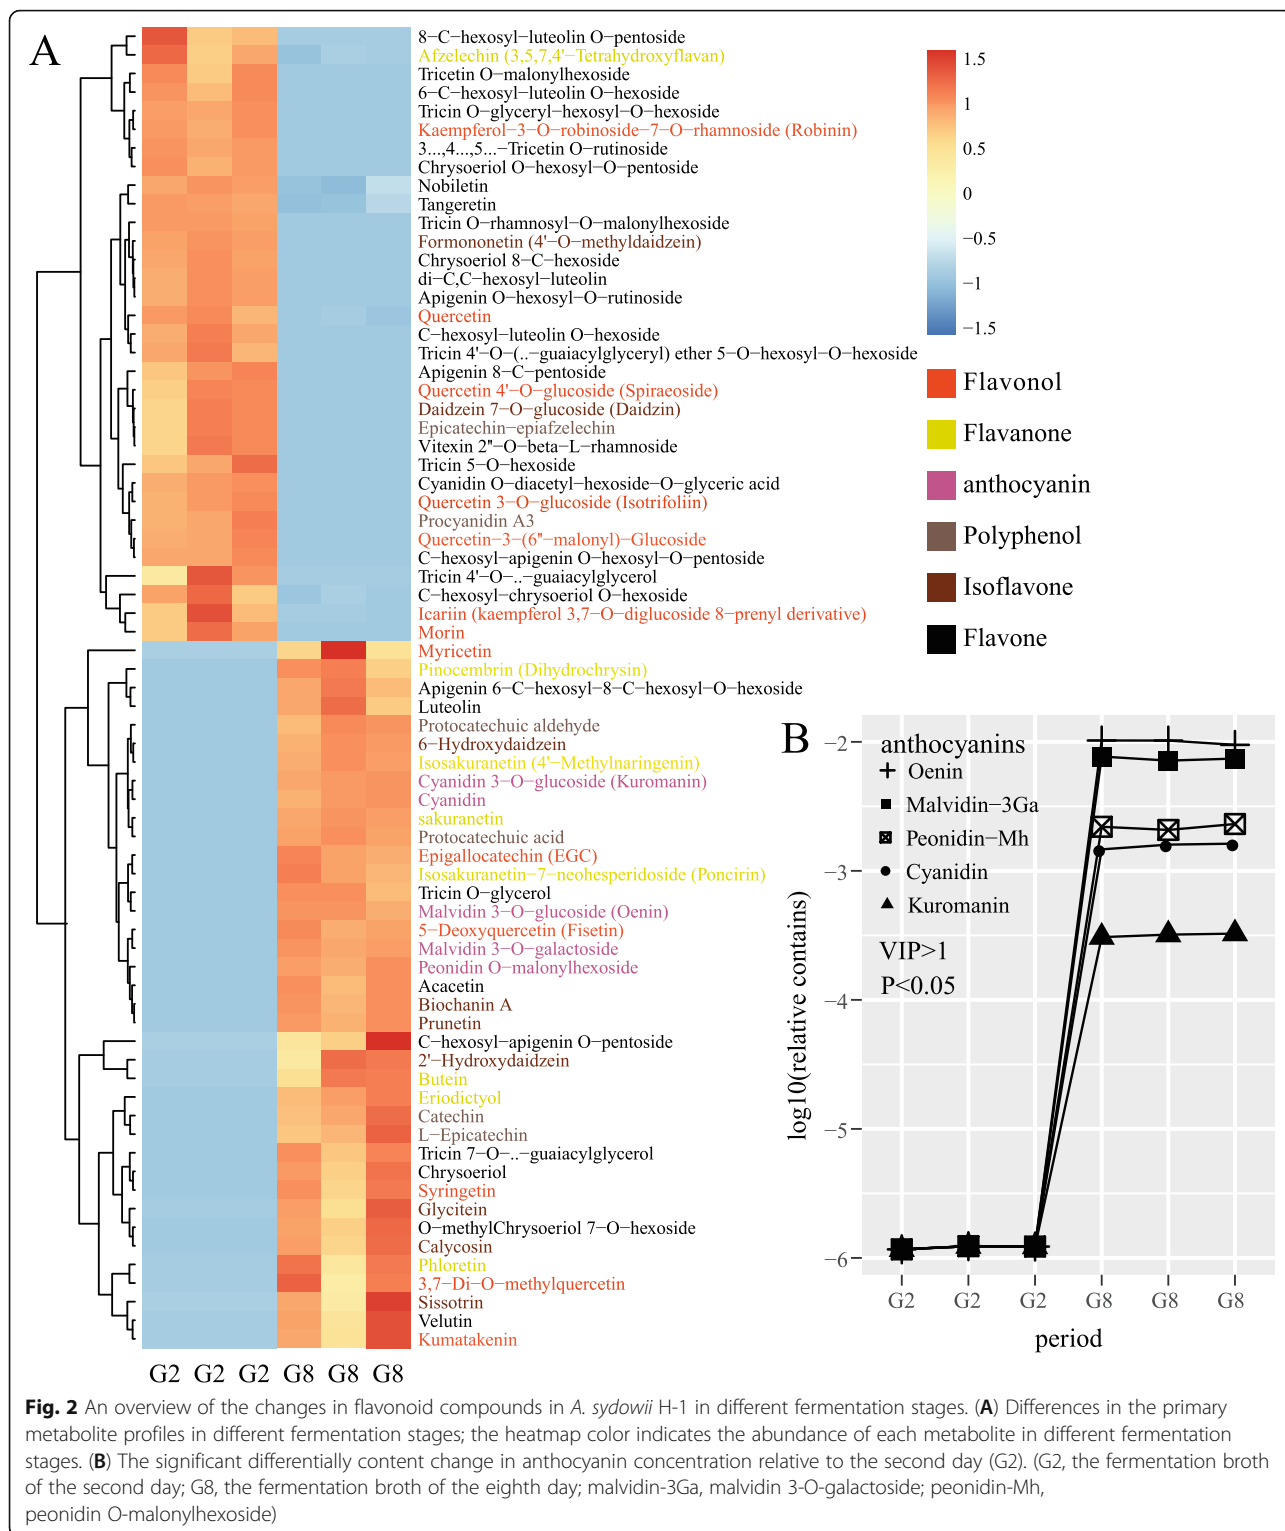 A
8−C−hexosyl−luteolin O−pentoside
Afzelechin (3,5,7,4'−Tetrahydroxyflavan)
Tricetin O−malonylhexoside
6−C−hexosyl−luteolin O−hexoside
Tricin O−glyceryl−hexosyl−O−hexoside
Kaempferol−3−O−robinoside−7−O−rhamnoside (Robinin)
3...,4...,5...−Tricetin O−rutinoside
Chrysoeriol O−hexosyl−O−pentoside
Nobiletin
Tangeretin
Tricin O−rhamnosyl−O−malonylhexoside
Formononetin (4'−O−methyldaidzein)
Chrysoeriol 8−C−hexoside
di−C,C−hexosyl−luteolin
Apigenin O−hexosyl−O−rutinoside
Quercetin
C−hexosyl−luteolin O−hexoside
Tricin 4'−O−(..−guaiacylglyceryl) ether 5−O−hexosyl−O−hexoside
Apigenin 8−C−pentoside
Quercetin 4'−O−glucoside (Spiraeoside)
Daidzein 7−O−glucoside (Daidzin)
Epicatechin−epiafzelechin
Vitexin 2"−O−beta−L−rhamnoside
Tricin 5−O−hexoside
Cyanidin O−diacetyl−hexoside−O−glyceric acid
Quercetin 3−O−glucoside (Isotrifoliin)
Procyanidin A3
Quercetin−3−(6"−malonyl)−Glucoside
C−hexosyl−apigenin O−hexosyl−O−pentoside
Tricin 4'−O−..−guaiacylglycerol
C−hexosyl−chrysoeriol O−hexoside
Icariin (kaempferol 3,7−O−diglucoside 8−prenyl derivative)
Morin
Myricetin
Pinocembrin (Dihydrochrysin)
Apigenin 6−C−hexosyl−8−C−hexosyl−O−hexoside
Luteolin
Protocatechuic aldehyde
6−Hydroxydaidzein
Isosakuranetin (4'−Methylnaringenin)
Cyanidin 3−O−glucoside (Kuromanin)
Cyanidin
sakuranetin
Protocatechuic acid
Epigallocatechin (EGC)
Isosakuranetin−7−neohesperidoside (Poncirin)
Tricin O−glycerol
Malvidin 3−O−glucoside (Oenin)
5−Deoxyquercetin (Fisetin)
Malvidin 3−O−galactoside
Peonidin O−malonylhexoside
Acacetin
Biochanin A
Prunetin
C−hexosyl−apigenin O−pentoside
2'−Hydroxydaidzein
Butein
Eriodictyol
Catechin
L−Epicatechin
Tricin 7−O−..−guaiacylglycerol
Chrysoeriol
Syringetin
Glycitein
O−methylChrysoeriol 7−O−hexoside
Calycosin
Phloretin
3,7−Di−O−methylquercetin
Sissotrin
Velutin
Kumatakenin
G2 G2 G2 G8 G8 G8
1.5
1
0.5
0
−0.5
−1
−1.5
Flavonol
Flavanone
anthocyanin
Polyphenol
Isoflavone
Flavone
B
anthocyanins
Oenin
Malvidin−3Ga
Peonidin−Mh
Cyanidin
Kuromanin
VIP>1
P<0.05
log10(relative contains)
−2
−3
−4
−5
−6
G2 G2 G2 G8 G8 G8
period
Fig. 2 An overview of the changes in flavonoid compounds in A. sydowii H-1 in different fermentation stages. (A) Differences in the primary
metabolite profiles in different fermentation stages; the heatmap color indicates the abundance of each metabolite in different fermentation
stages. (B) The significant differentially content change in anthocyanin concentration relative to the second day (G2). (G2, the fermentation broth
of the second day; G8, the fermentation broth of the eighth day; malvidin-3Ga, malvidin 3-O-galactoside; peonidin-Mh,
peonidin O-malonylhexoside)